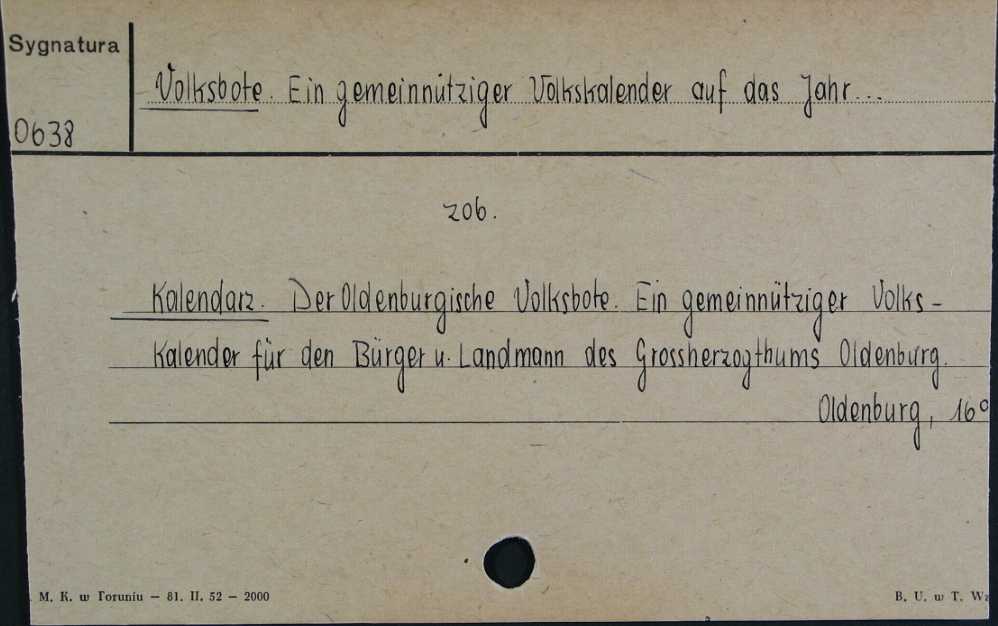 Sygnatura
Volksbote. Ein gemeinnütziger Volkskalender auf das Jahr...
0638
zob.
Kalendarz. Der Oldenburgische Volksbote. Ein gemeinnütziger Volks-
Kalender für den Bürger u. Landmann des Grossherzogthums Oldenburg.
Oldenburg, 16°
M. K. w Toruniu – 81. II. 52 – 2000
B. U. w T.